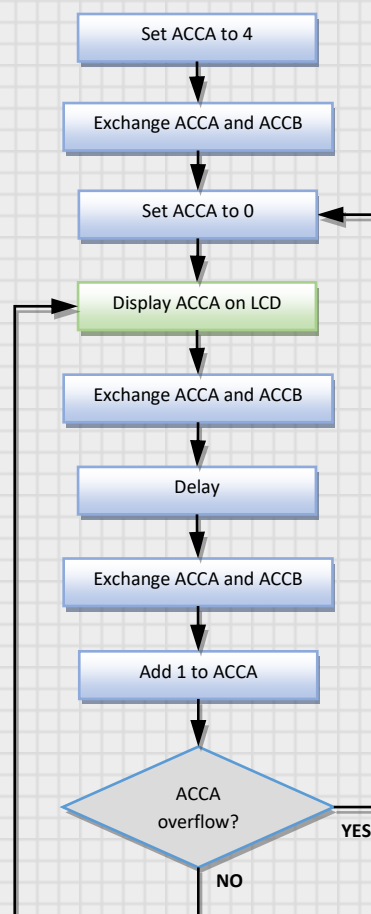 Set ACCA to 4
Exchange ACCA and ACCB
Set ACCA to 0
Display ACCA on LCD
Exchange ACCA and ACCB
Delay
Exchange ACCA and ACCB
Add 1 to ACCA
ACCA
overflow?
YES
NO